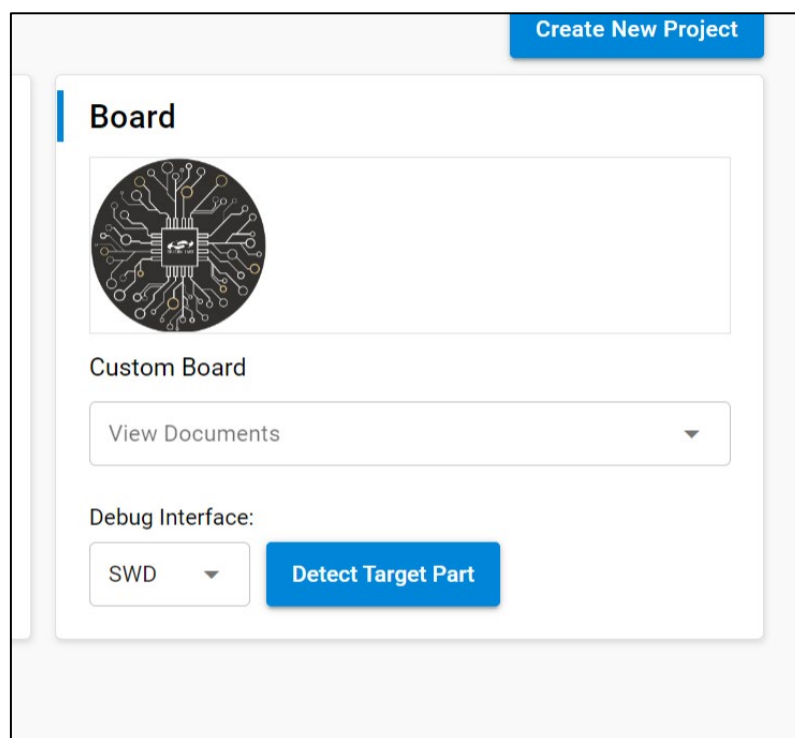 Create New Project
Board
Custom Board
View Documents
Debug Interface:
SWD
Detect Target Part